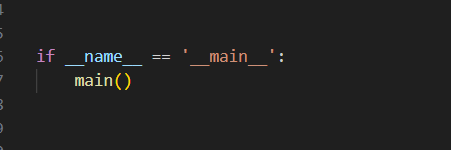 if __name__ == '__main__':
    main()